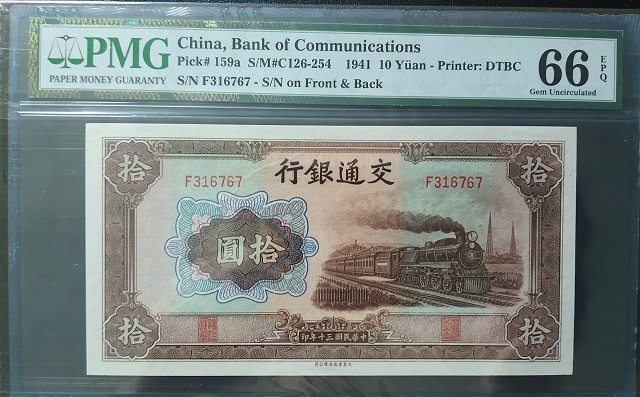 PMG
PAPER MONEY GUARANTY
China, Bank of Communications
Pick# 159a S/M#C126-254 1941 10 Yüan - Printer: DTBC
S/N F316767 - S/N on Front & Back
66 EPQ
Gem Uncirculated
拾 拾
交通銀行
F316767 F316767
拾圓
拾 拾
中華民國三十年印